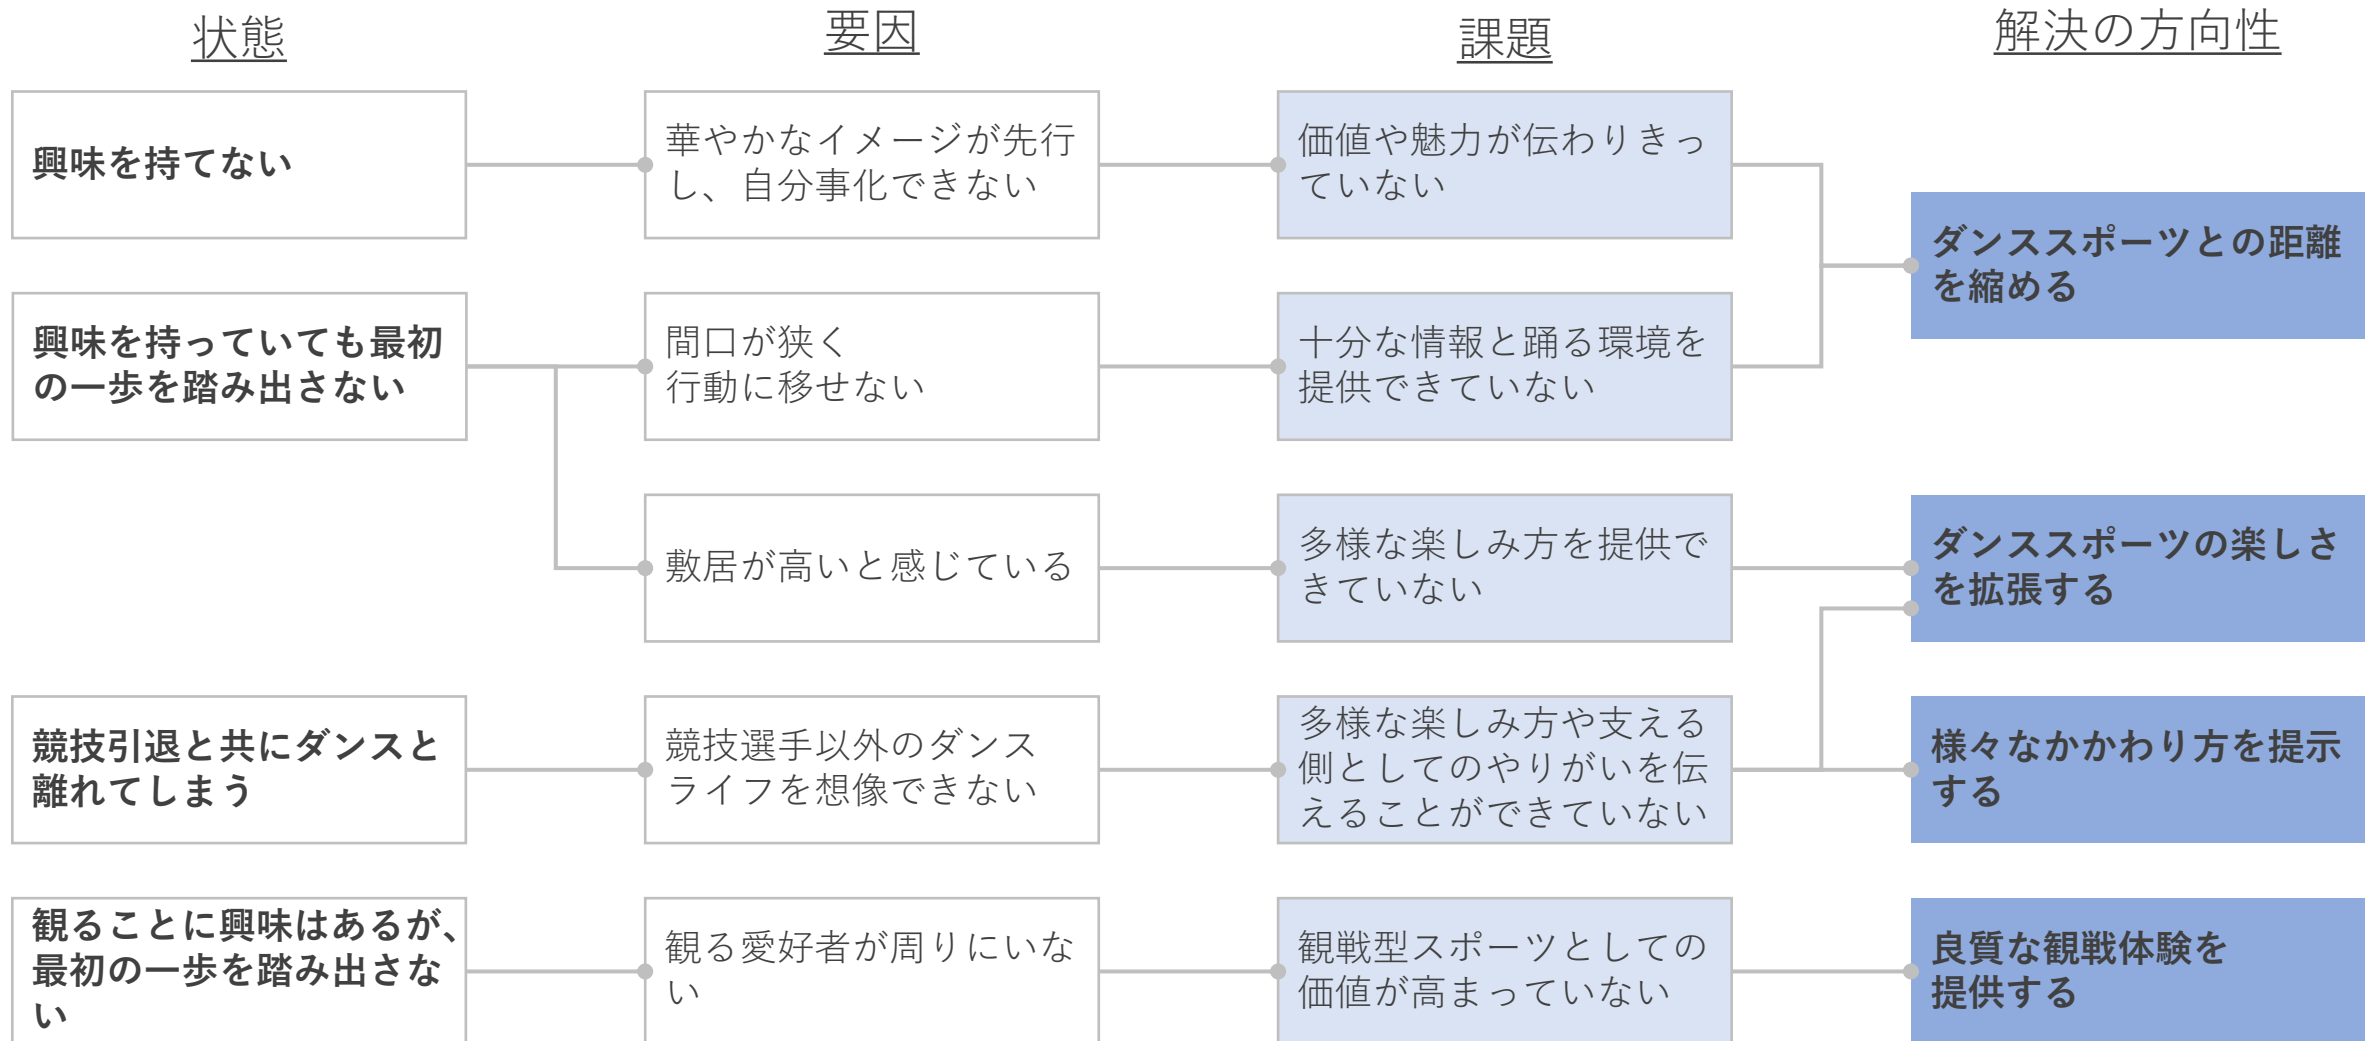 状態
要因
課題
解決の方向性
興味を持てない
華やかなイメージが先行
し、自分事化できない
価値や魅力が伝わりきっ
ていない
ダンススポーツとの距離
を縮める
興味を持っていても最初
の一歩を踏み出さない
間口が狭く
行動に移せない
十分な情報と踊る環境を
提供できていない
敷居が高いと感じている
多様な楽しみ方を提供で
きていない
ダンススポーツの楽しさ
を拡張する
競技引退と共にダンスと
離れてしまう
競技選手以外のダンス
ライフを想像できない
多様な楽しみ方や支える
側としてのやりがいを伝
えることができていない
様々なかかわり方を提示
する
観ることに興味はあるが、
最初の一歩を踏み出さな
い
観る愛好者が周りにいな
い
観戦型スポーツとしての
価値が高まっていない
良質な観戦体験を
提供する